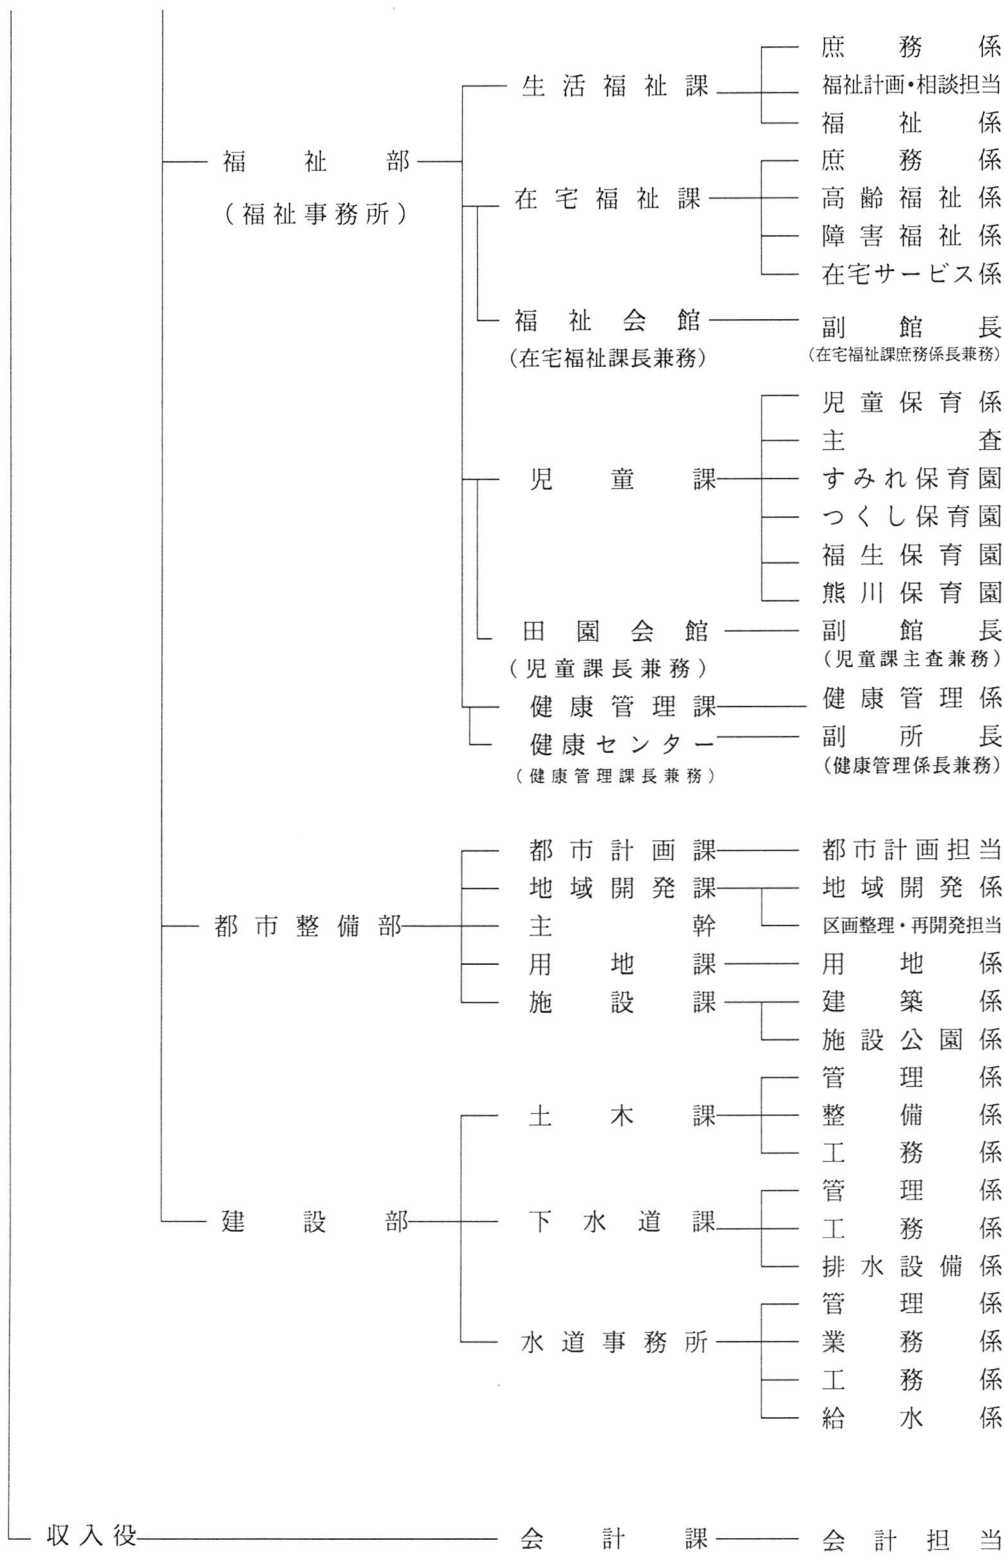 庶務係
生活福祉課
福祉計画・相談担当
福祉係
福祉部
(福祉事務所)
庶務係
在宅福祉課
高齢福祉係
障害福祉係
在宅サービス係
福祉会館
(在宅福祉課長兼務)
副館長
(在宅福祉課庶務係長兼務)
児童保育係
主査
児童課
すみれ保育園
つくし保育園
福生保育園
熊川保育園
田園会館
(児童課長兼務)
副館長
(児童課主査兼務)
健康管理課
健康管理係
健康センター
(健康管理課長兼務)
副所長
(健康管理係長兼務)
都市整備部
都市計画課
都市計画担当
地域開発課
地域開発係
主幹
区画整理・再開発担当
用地課
用地係
施設課
建築係
施設公園係
建設部
土木課
管理係
整備係
工務係
下水道課
管理係
工務係
排水設備係
水道事務所
管理係
業務係
工務係
給水係
収入役
会計課
会計担当